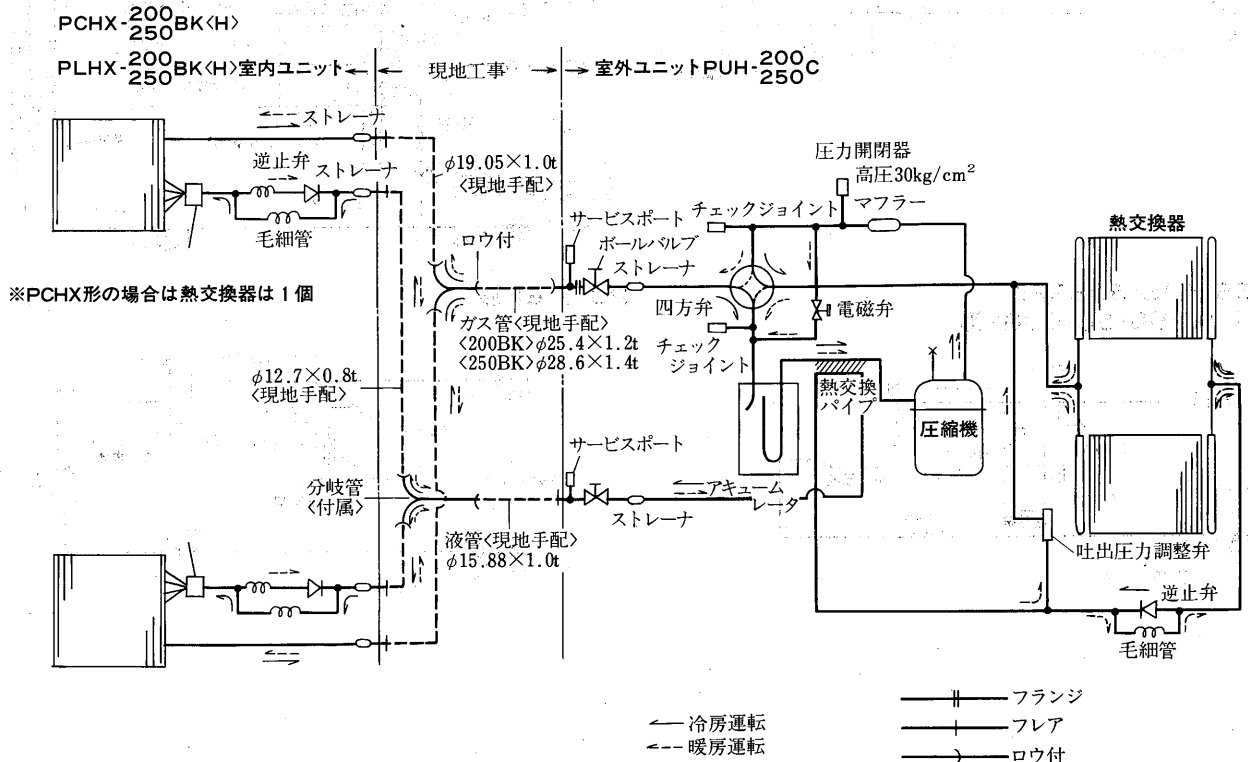 PCHX-200/250BK<H>
PLHX-200/250BK<H>室内ユニット
現地工事
室外ユニットPUH-200/250C
ストレーナ
逆止弁
ストレーナ
毛細管
※PCHX形の場合は熱交換器は1個
φ19.05×1.0t
<現地手配>
ロウ付
サービスポート
ボールバルブ
ストレーナ
ガス管<現地手配>
<200BK>φ25.4×1.2t
<250BK>φ28.6×1.4t
φ12.7×0.8t
<現地手配>
分岐管
<付属>
液管<現地手配>
φ15.88×1.0t
サービスポート
ストレーナ
圧力開閉器
高圧30kg/cm²
チェックジョイント
マフラー
四方弁
電磁弁
チェック
ジョイント
熱交換
パイプ
圧縮機
アキューム
レータ
熱交換器
吐出圧力調整弁
逆止弁
毛細管
冷房運転
暖房運転
フランジ
フレア
ロウ付